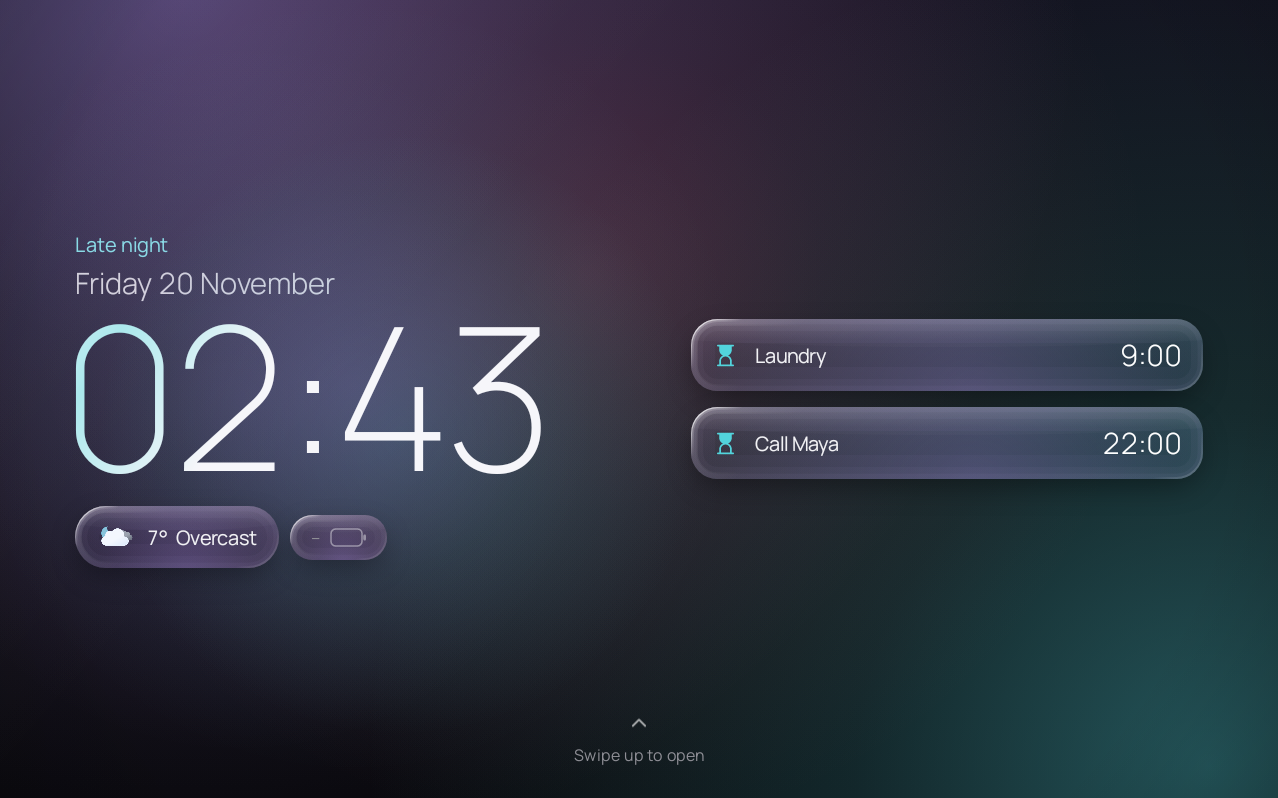 Late night
Friday 20 November
02:43
7° Overcast
–
Laundry
9:00
Call Maya
22:00
Swipe up to open